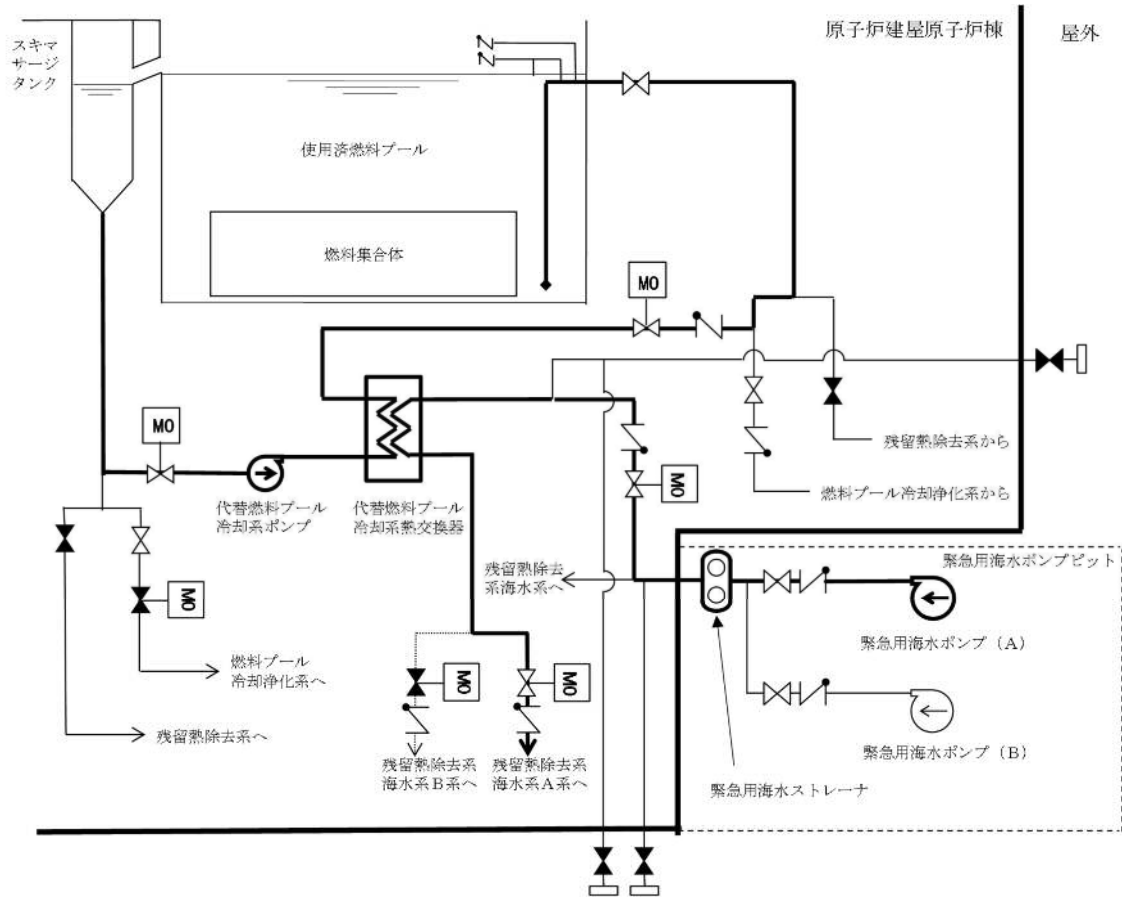 原子炉建屋原子炉棟
屋外
スキマ
サージ
タンク
使用済燃料プール
燃料集合体
MO
MO
代替燃料プール
冷却系ポンプ
代替燃料プール
冷却系熱交換器
MO
残留熱除去系から
燃料プール冷却浄化系から
残留熱除去
系海水系へ
緊急用海水ポンプピット
緊急用海水ポンプ（A）
MO
燃料プール
冷却浄化系へ
残留熱除去系へ
MO
MO
残留熱除去系
海水系B系へ
残留熱除去系
海水系A系へ
緊急用海水ポンプ（B）
緊急用海水ストレーナ